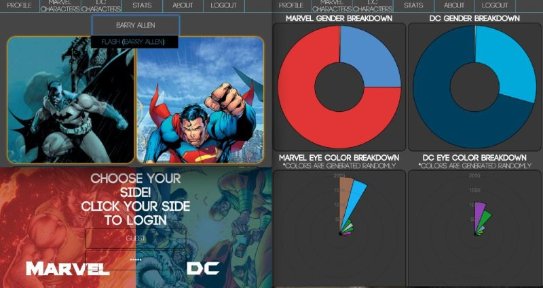 PROFILE
MARVEL CHARACTERS
DC CHARACTERS
STATS
ABOUT
LOGOUT
BARRY ALLEN
FLASH (BARRY ALLEN)
CHOOSE YOUR
SIDE!
CLICK YOUR SIDE
TO LOGIN
GUEST
MARVEL
DC
PROFILE
MARVEL CHARACTERS
DC CHARACTERS
STATS
ABOUT
LOGOUT
MARVEL GENDER BREAKDOWN
DC GENDER BREAKDOWN
MARVEL EYE COLOR BREAKDOWN
*COLORS ARE GENERATED RANDOMLY
DC EYE COLOR BREAKDOWN
*COLORS ARE GENERATED RANDOMLY